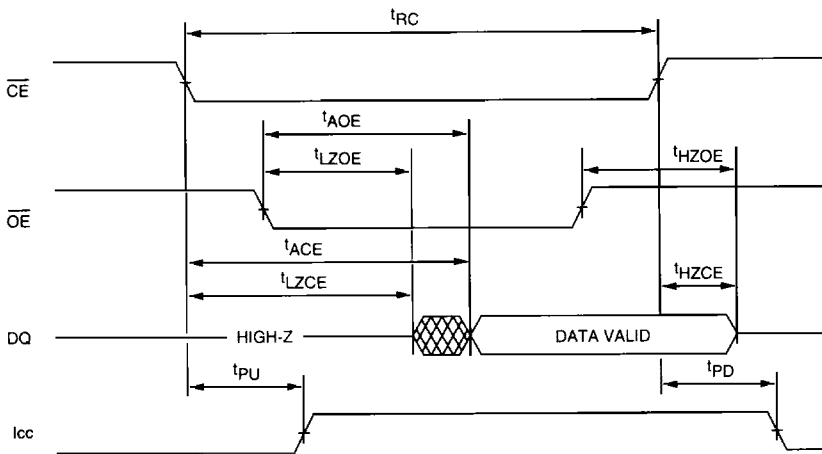 tRC
CE
tAOE
tLZOE
tHZOE
OE
tACE
tLZCE
tHZCE
DQ
HIGH-Z
DATA VALID
tPU
tPD
Icc